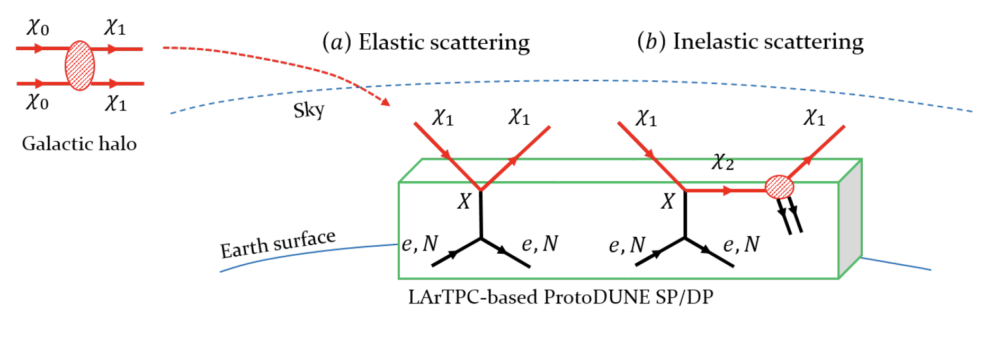 χ₀ χ₁
χ₀ χ₁
Galactic halo
(a) Elastic scattering
(b) Inelastic scattering
Sky
χ₁ χ₁
χ₁ χ₁
χ₂
X
X
Earth surface
e, N e, N
e, N e, N
LArTPC-based ProtoDUNE SP/DP